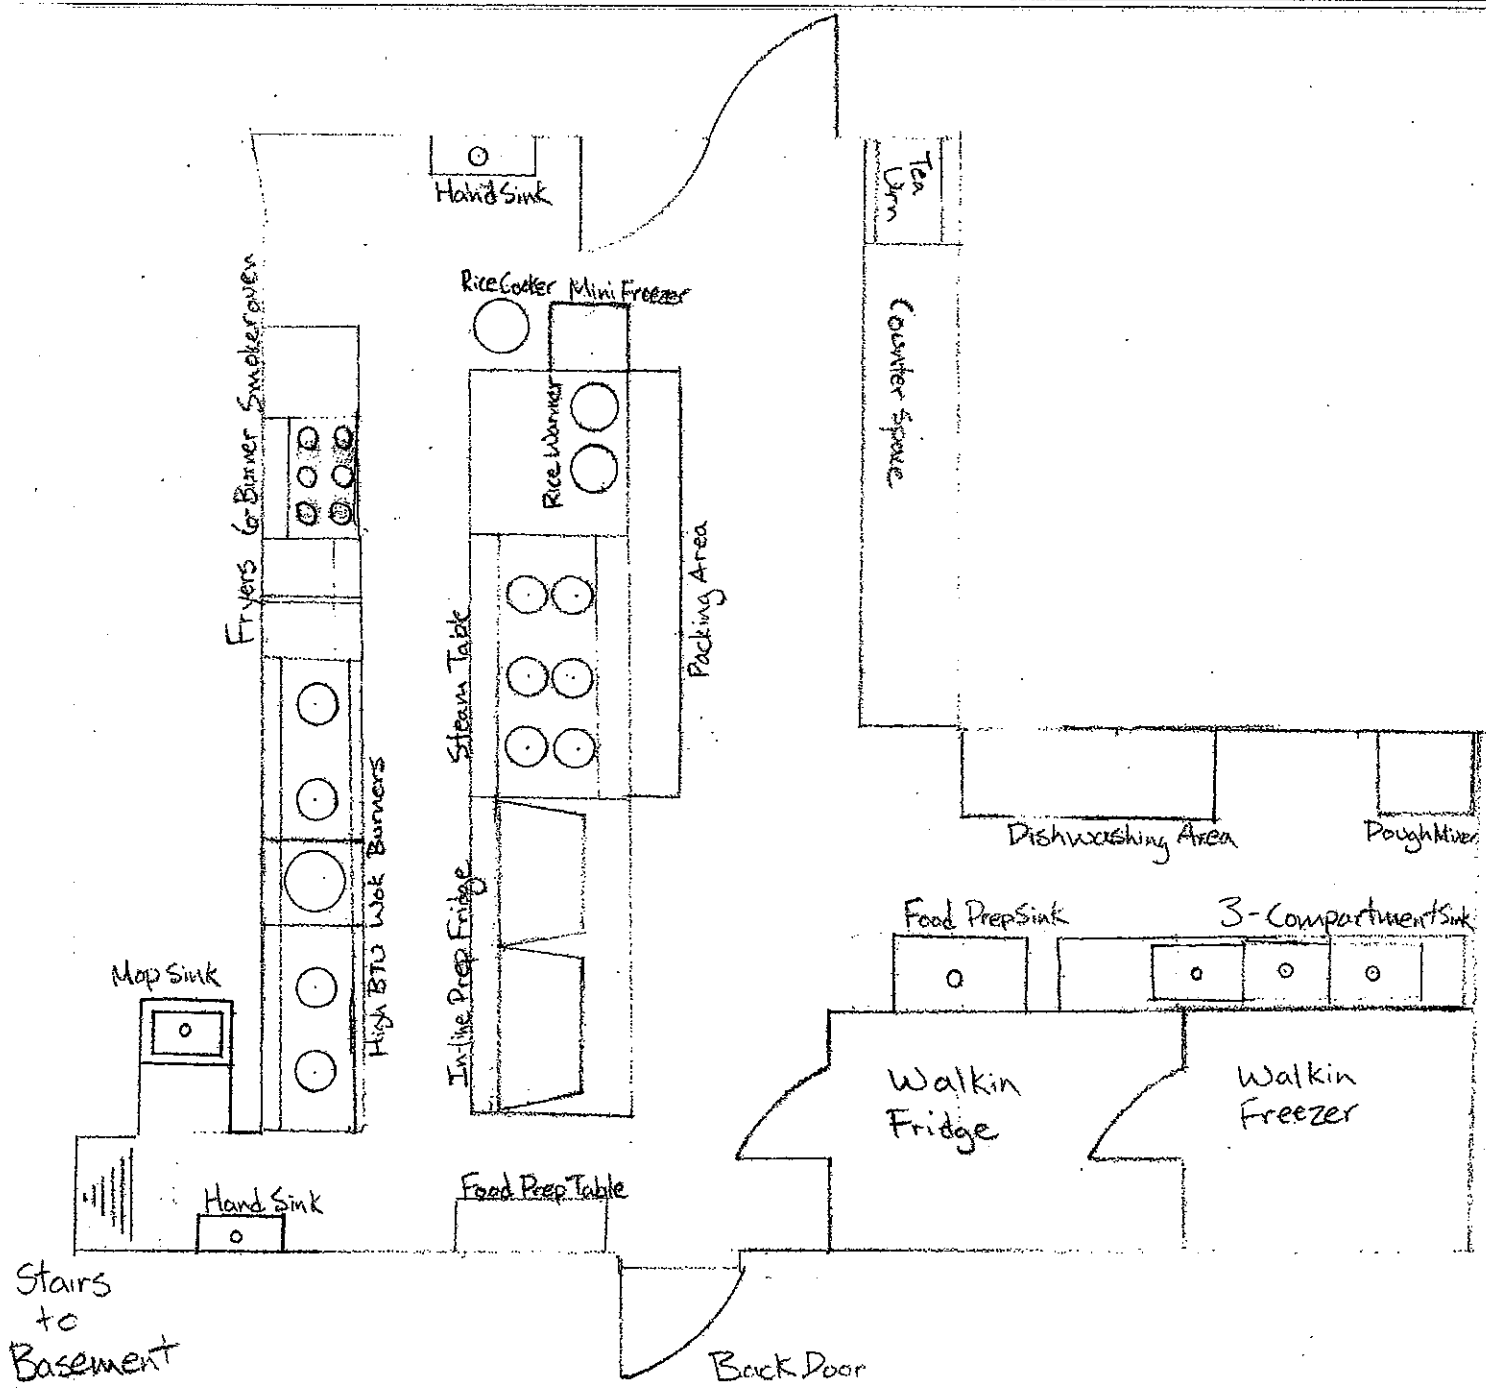 Hand Sink
Tea
Urn
Rice Cooker
Mini Freezer
Smoker oven
6-Burner
Fryers
Rice Warmer
Counter Space
Packing Area
Steam Table
High BTU Wok Burners
In-line Prep Fridge
Dishwashing Area
Dough Mixer
Food Prep Sink
3-Compartment Sink
Mop Sink
Walkin
Fridge
Walkin
Freezer
Hand Sink
Food Prep Table
Stairs
to
Basement
Back Door